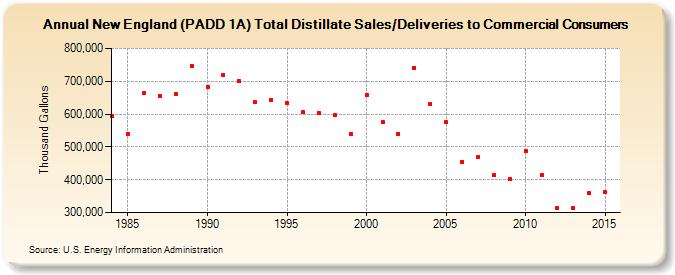 Annual New England (PADD 1A) Total Distillate Sales/Deliveries to Commercial Consumers
Thousand Gallons
800,000
700,000
600,000
500,000
400,000
300,000
1985 1990 1995 2000 2005 2010 2015
Source: U.S. Energy Information Administration